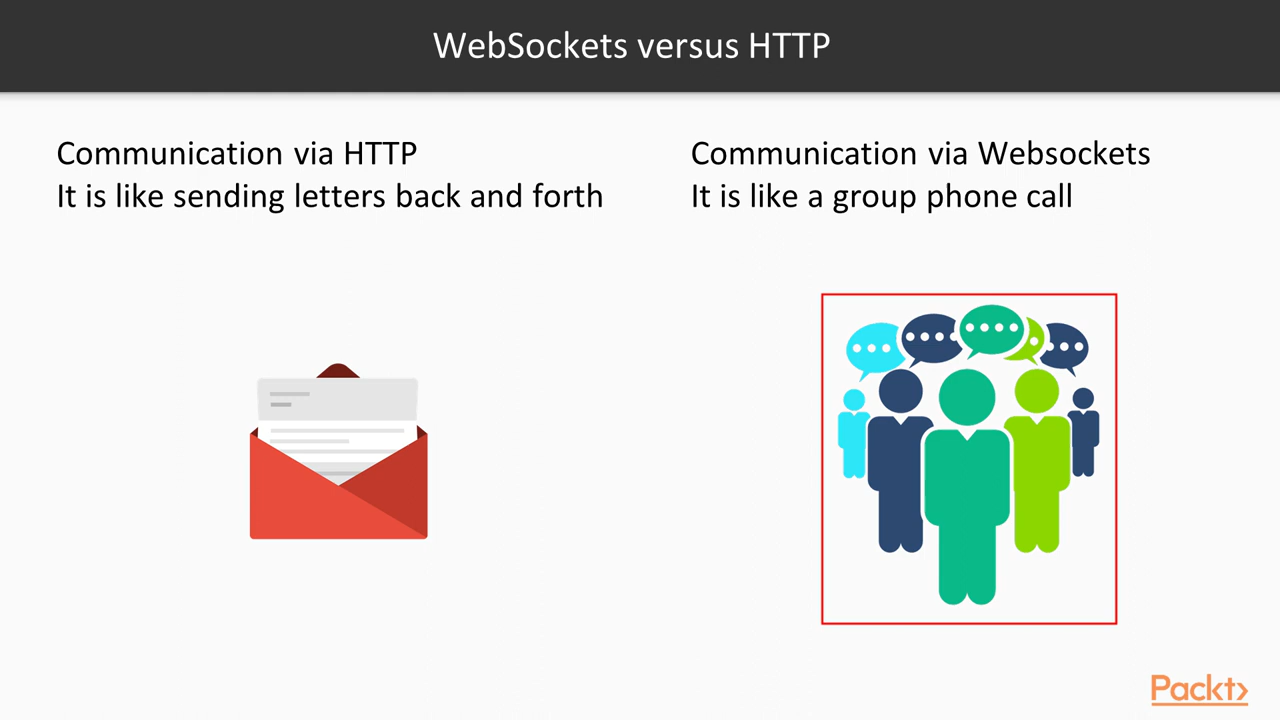 WebSockets versus HTTP
Communication via HTTP
It is like sending letters back and forth
Communication via Websockets
It is like a group phone call
Packt